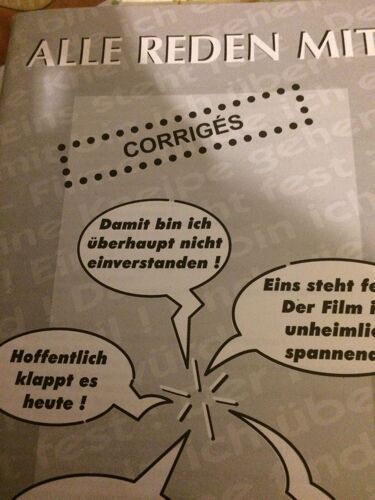 ALLE REDEN MIT
CORRIGÉS
Damit bin ich
überhaupt nicht
einverstanden !
Eins steht fe
Der Film i
unheimlic
spannend
Hoffentlich
klappt es
heute !